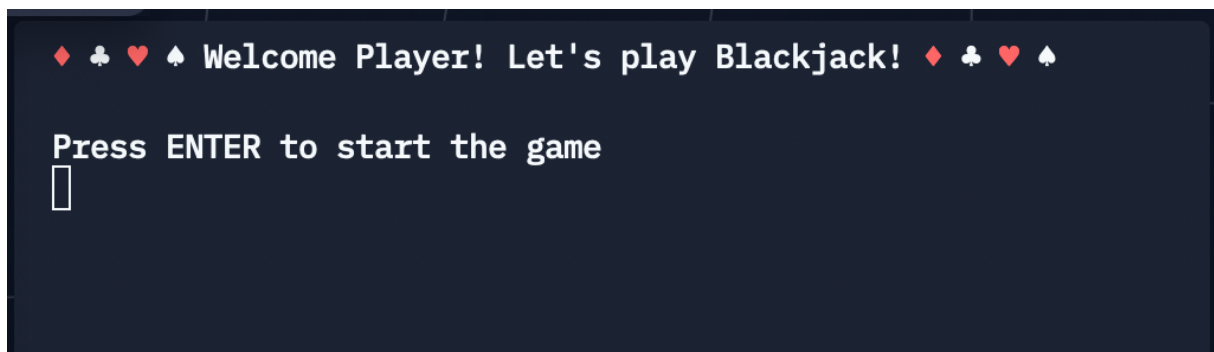 ♦ ♣ ♥ ♠ Welcome Player! Let's play Blackjack! ♦ ♣ ♥ ♠
Press ENTER to start the game